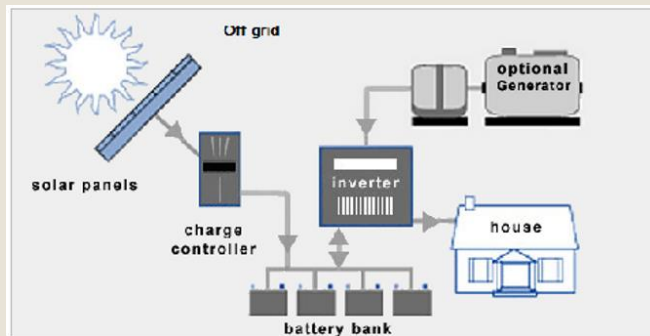 Off grid
optional
Generator
inverter
solar panels
house
charge
controller
battery bank